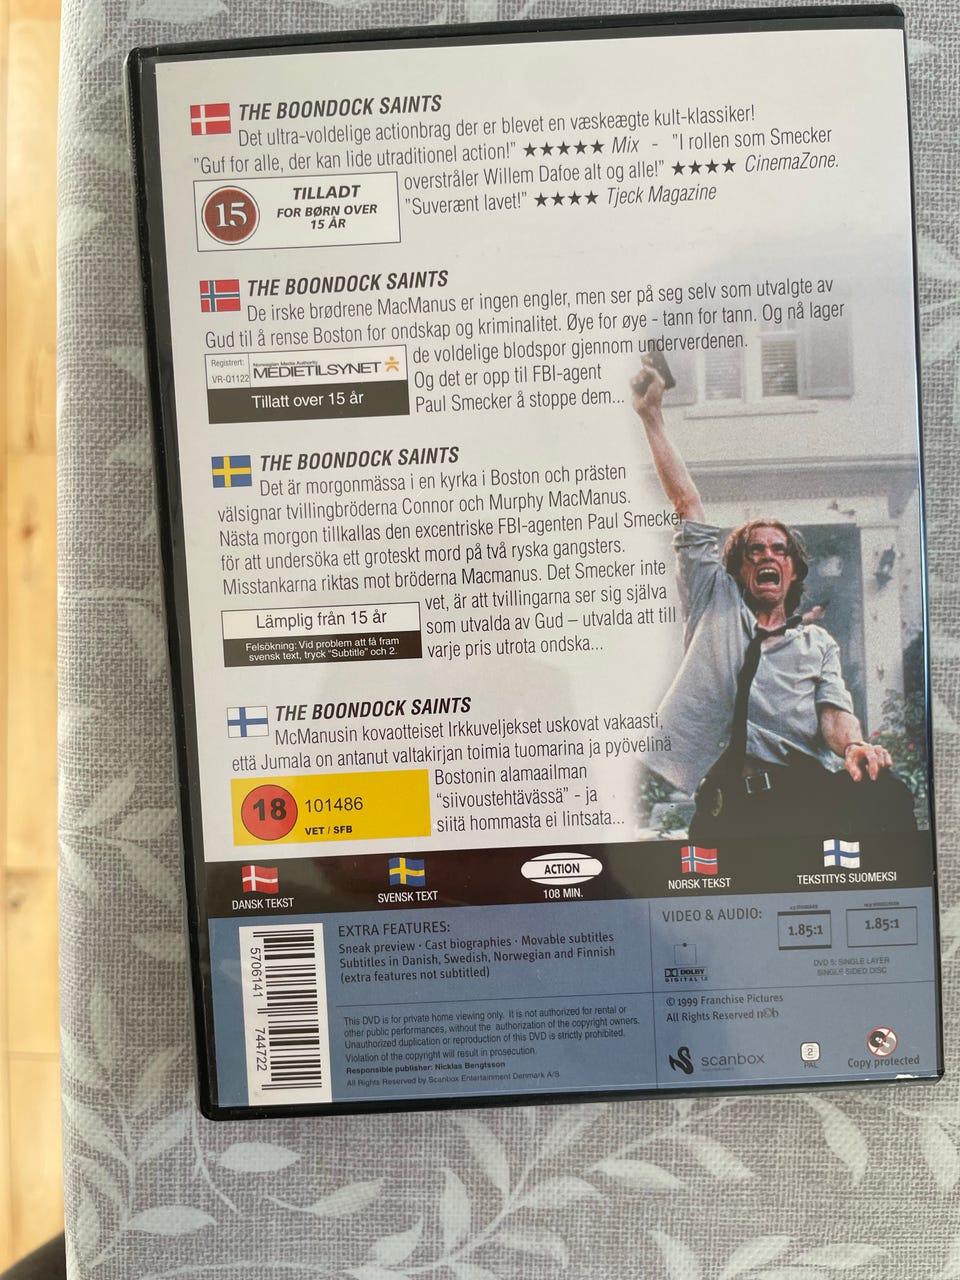 THE BOONDOCK SAINTS
Det ultra-voldelige actionbrag der er blevet en væskeægte kult-klassiker!
"Guf for alle, der kan lide utraditionel action!" ★★★★★ Mix - "I rollen som Smecker
overstråler Willem Dafoe alt og alle!" ★★★★ CinemaZone.
"Suverænt lavet!" ★★★★ Tjeck Magazine
15
TILLADT
FOR BØRN OVER
15 ÅR
THE BOONDOCK SAINTS
De irske brødrene MacManus er ingen engler, men ser på seg selv som utvalgte av
Gud til å rense Boston for ondskap og kriminalitet. Øye for øye - tann for tann. Og nå lager
de voldelige blodspor gjennom underverdenen.
Og det er opp til FBI-agent
Paul Smecker å stoppe dem...
Registrert:
VR-01122
Norwegian Media Authority
MEDIETILSYNET
Tillatt over 15 år
THE BOONDOCK SAINTS
Det är morgonmässa i en kyrka i Boston och prästen
välsignar tvillingbröderna Connor och Murphy MacManus.
Nästa morgon tillkallas den excentriske FBI-agenten Paul Smecker
för att undersöka ett groteskt mord på två ryska gangsters.
Misstankarna riktas mot bröderna Macmanus. Det Smecker inte
vet, är att tvillingarna ser sig själva
som utvalda av Gud – utvalda att till
varje pris utrota ondska...
Lämplig från 15 år
Felsökning: Vid problem att få fram
svensk text, tryck "Subtitle" och 2.
THE BOONDOCK SAINTS
McManusin kovaotteiset Irkkuveljekset uskovat vakaasti,
että Jumala on antanut valtakirjan toimia tuomarina ja pyövelinä
Bostonin alamaailman
"siivoustehtävässä" - ja
siitä hommasta ei lintsata...
18
101486
VET / SFB
DANSK TEKST
SVENSK TEXT
ACTION
108 MIN.
NORSK TEKST
TEKSTITYS SUOMEKSI
5706141 744722
EXTRA FEATURES:
Sneak preview · Cast biographies · Movable subtitles
Subtitles in Danish, Swedish, Norwegian and Finnish
(extra features not subtitled)
This DVD is for private home viewing only. It is not authorized for rental or
other public performances, without the authorization of the copyright owners.
Unauthorized duplication or reproduction of this DVD is strictly prohibited.
Violation of the copyright will result in prosecution.
Responsible publisher: Nicklas Bengtsson
All Rights Reserved by Scanbox Entertainment Denmark A/S
VIDEO & AUDIO:
1.85:1
1.85:1
DOLBY
DIGITAL
DVD 5: SINGLE LAYER
SINGLE SIDED DISC
© 1999 Franchise Pictures
All Rights Reserved
scanbox
2
PAL
Copy protected